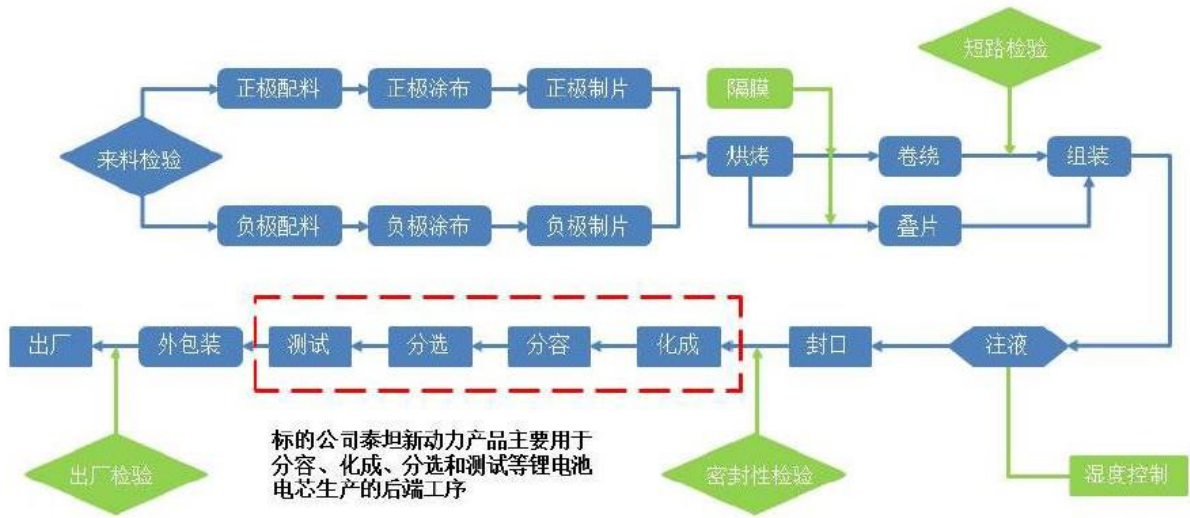 短路检验
正极配料
正极涂布
正极制片
隔膜
来料检验
烘烤
卷绕
组装
负极配料
负极涂布
负极制片
叠片
出厂
外包装
测试
分选
分容
化成
封口
注液
标的公司泰坦新动力产品主要用于
分容、化成、分选和测试等锂电池
电芯生产的后端工序
出厂检验
密封性检验
湿度控制